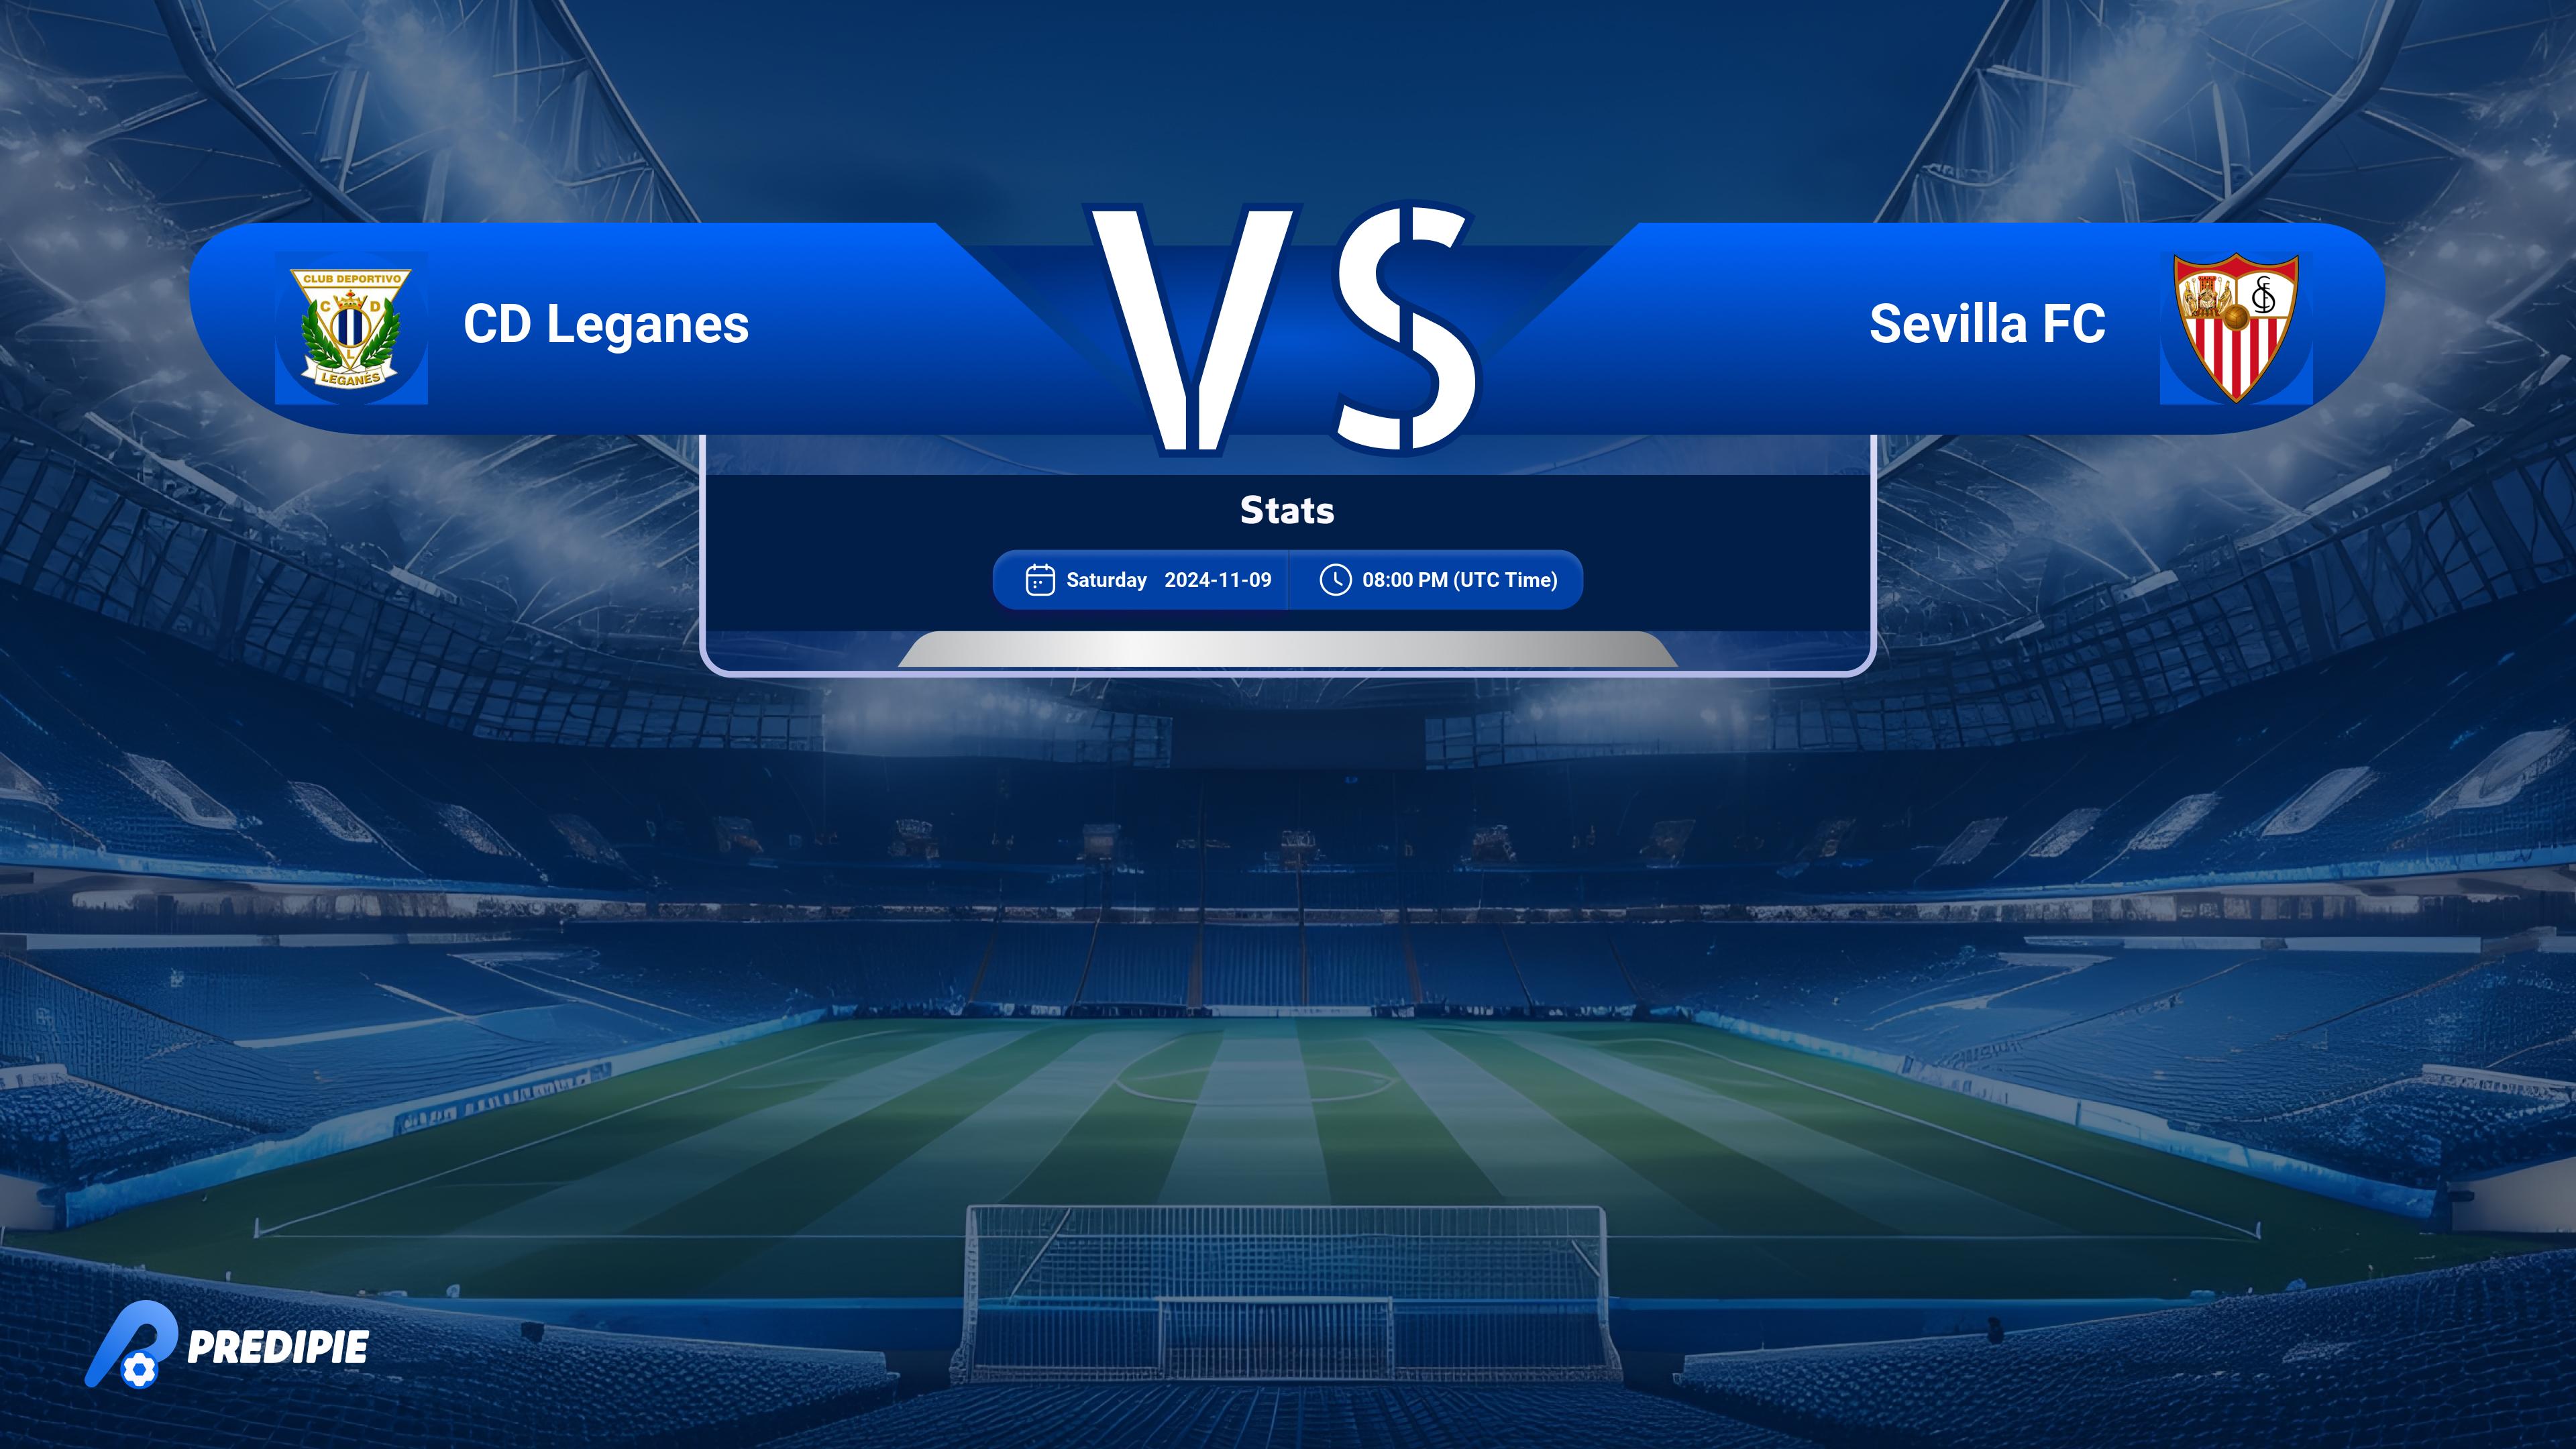 CLUB DEPORTIVO
C D
L
LEGANÉS
CD Leganes
VS
Sevilla FC
Stats
Saturday 2024-11-09 08:00 PM (UTC Time)
PREDIPIE